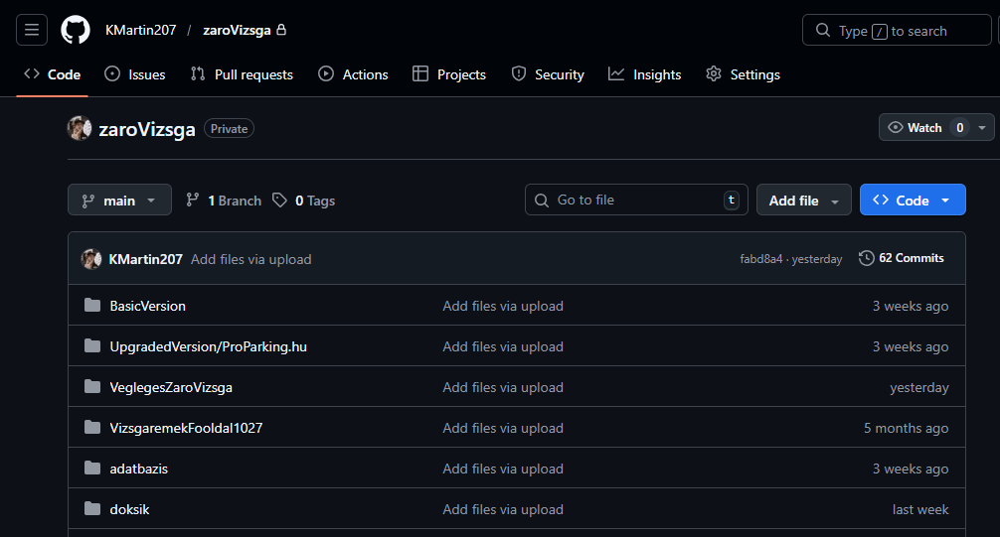 KMartin207 / zaroVizsga
Type / to search
Code Issues Pull requests Actions Projects Security Insights Settings
zaroVizsga Private
Watch 0
main 1 Branch 0 Tags
Go to file t
Add file
Code
KMartin207 Add files via upload fabd8a4 · yesterday 62 Commits
BasicVersion Add files via upload 3 weeks ago
UpgradedVersion/ProParking.hu Add files via upload 3 weeks ago
VeglegesZaroVizsga Add files via upload yesterday
VizsgaremekFooldal1027 Add files via upload 5 months ago
adatbazis Add files via upload 3 weeks ago
doksik Add files via upload last week